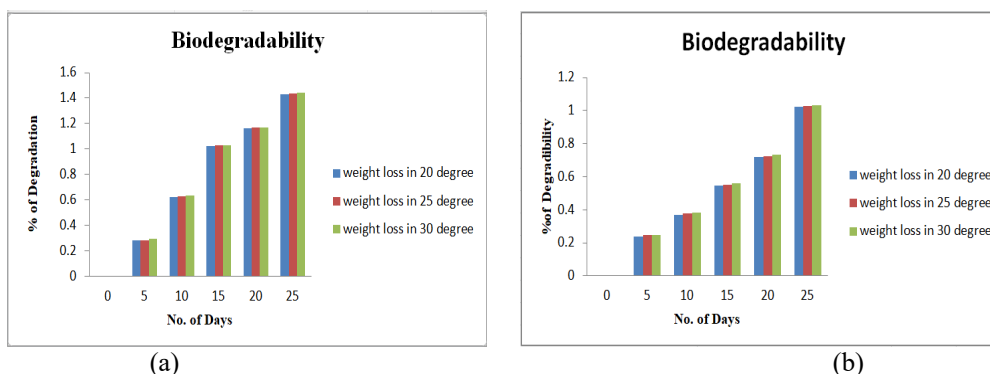 Biodegradability
1.6
1.4
1.2
1
0.8
0.6
0.4
0.2
0
% of Degradation
0 5 10 15 20 25
No. of Days
weight loss in 20 degree
weight loss in 25 degree
weight loss in 30 degree
(a)
Biodegradability
1.2
1
0.8
0.6
0.4
0.2
0
%of Degradibility
0 5 10 15 20 25
No. of Days
weight loss in 20 degree
weight loss in 25 degree
weight loss in 30 degree
(b)